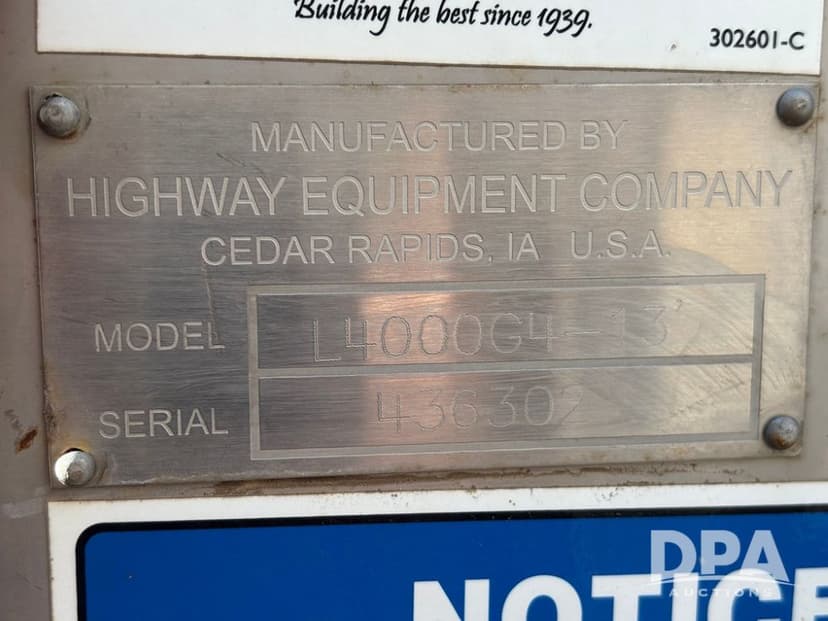 Building the best since 1939.
302601-C
MANUFACTURED BY
HIGHWAY EQUIPMENT COMPANY
CEDAR RAPIDS, IA U.S.A.
MODEL L4000G4-13'
SERIAL 436302
NOTICE
DPA
AUCTIONS